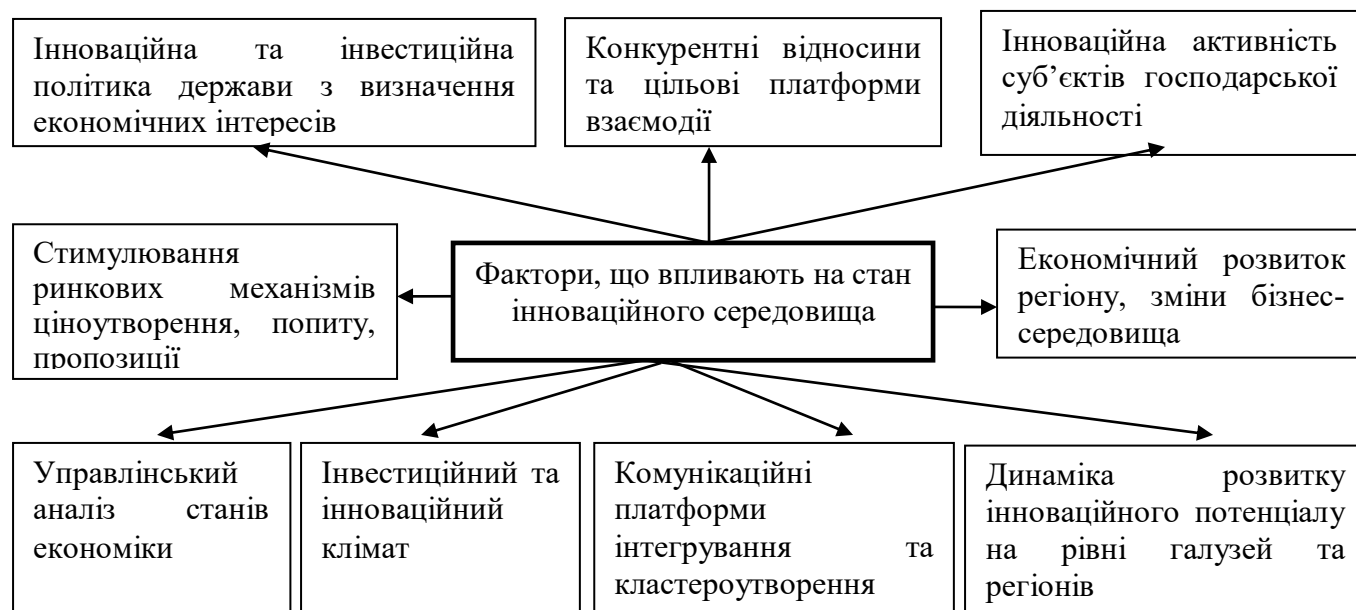 Інноваційна та інвестиційна
політика держави з визначення
економічних інтересів
Конкурентні відносини
та цільові платформи
взаємодії
Інноваційна активність
суб’єктів господарської
діяльності
Стимулювання
ринкових механізмів
ціноутворення, попиту,
пропозиції
Фактори, що впливають на стан
інноваційного середовища
Економічний розвиток
регіону, зміни бізнес-
середовища
Управлінський
аналіз станів
економіки
Інвестиційний та
інноваційний
клімат
Комунікаційні
платформи
інтегрування та
кластероутворення
Динаміка розвитку
інноваційного потенціалу
на рівні галузей та
регіонів